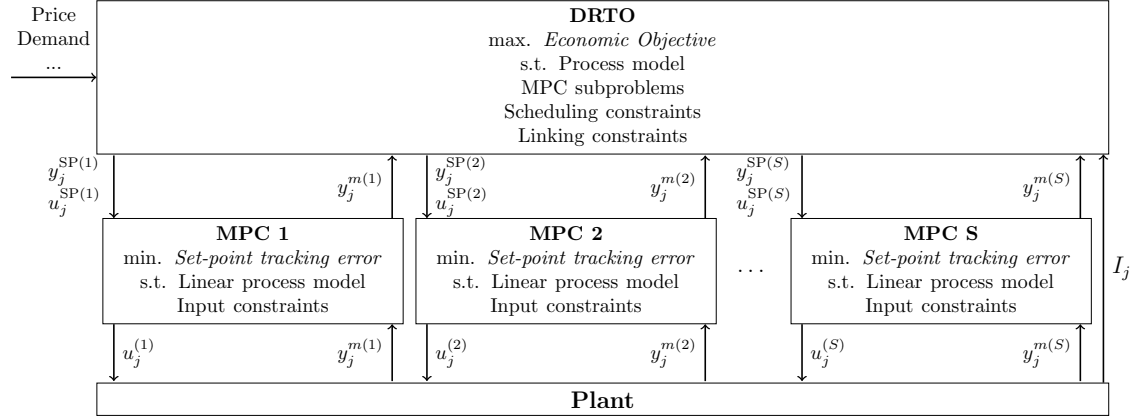 Price
Demand
...
DRTO
max. Economic Objective
s.t. Process model
MPC subproblems
Scheduling constraints
Linking constraints
y_j^{SP(1)}
u_j^{SP(1)}
y_j^{m(1)}
y_j^{SP(2)}
u_j^{SP(2)}
y_j^{m(2)}
y_j^{SP(S)}
u_j^{SP(S)}
y_j^{m(S)}
MPC 1
min. Set-point tracking error
s.t. Linear process model
Input constraints
MPC 2
min. Set-point tracking error
s.t. Linear process model
Input constraints
...
MPC S
min. Set-point tracking error
s.t. Linear process model
Input constraints
I_j
u_j^{(1)}
y_j^{m(1)}
u_j^{(2)}
y_j^{m(2)}
u_j^{(S)}
y_j^{m(S)}
Plant